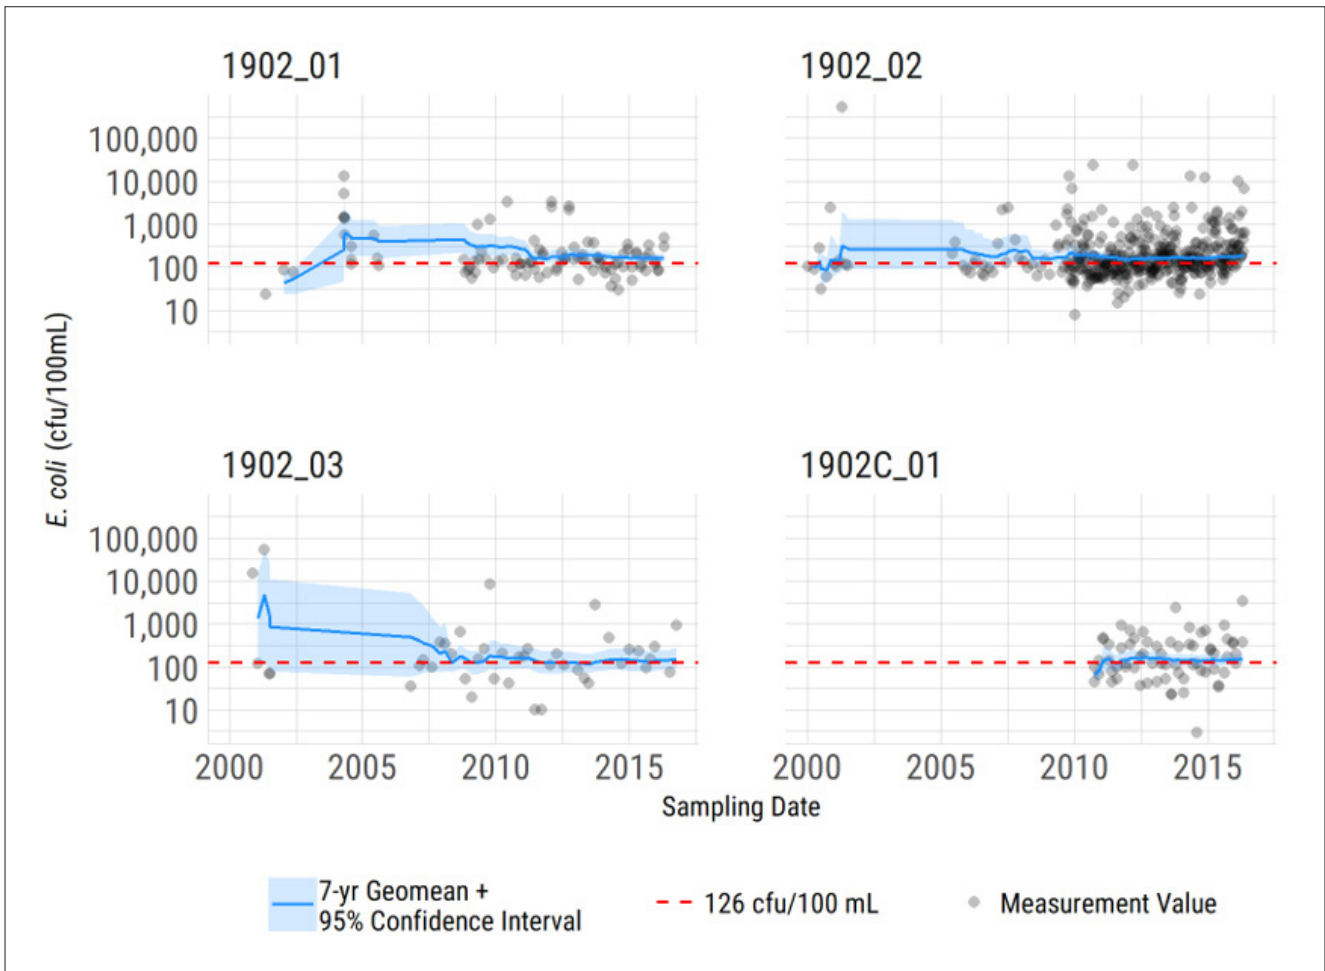 1902_01
1902_02
100,000
10,000
1,000
100
10
E. coli (cfu/100mL)
1902_03
1902C_01
100,000
10,000
1,000
100
10
2000 2005 2010 2015
2000 2005 2010 2015
Sampling Date
7-yr Geomean +
95% Confidence Interval
126 cfu/100 mL
Measurement Value